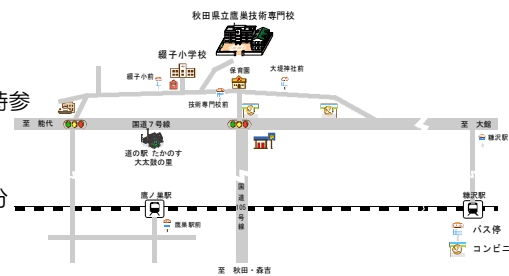 秋田県立鷹巣技術専門校
綴子小学校
保育園
大堤神社前
綴子小前
技術専門校前
時参
至 能代
国道7号線
至 大館
糠沢駅
道の駅 たかのす
大太鼓の里
分
鷹ノ巣駅
国道105号線
糠沢駅
鷹巣駅前
バス停
コンビニ
至 秋田・森吉